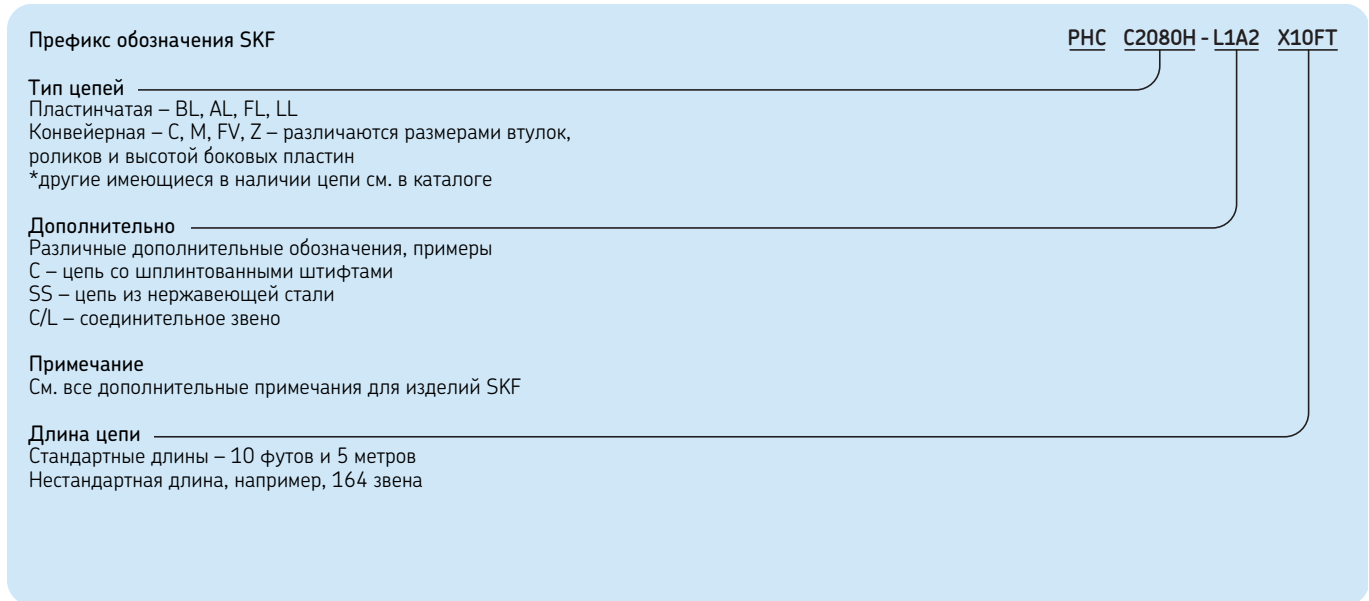 Префикс обозначения SKF PHC C2080H - L1A2 X10FT
Тип цепей
Пластинчатая – BL, AL, FL, LL
Конвейерная – C, M, FV, Z – различаются размерами втулок,
роликов и высотой боковых пластин
*другие имеющиеся в наличии цепи см. в каталоге
Дополнительно
Различные дополнительные обозначения, примеры
C – цепь со шплинтованными штифтами
SS – цепь из нержавеющей стали
C/L – соединительное звено
Примечание
См. все дополнительные примечания для изделий SKF
Длина цепи
Стандартные длины – 10 футов и 5 метров
Нестандартная длина, например, 164 звена